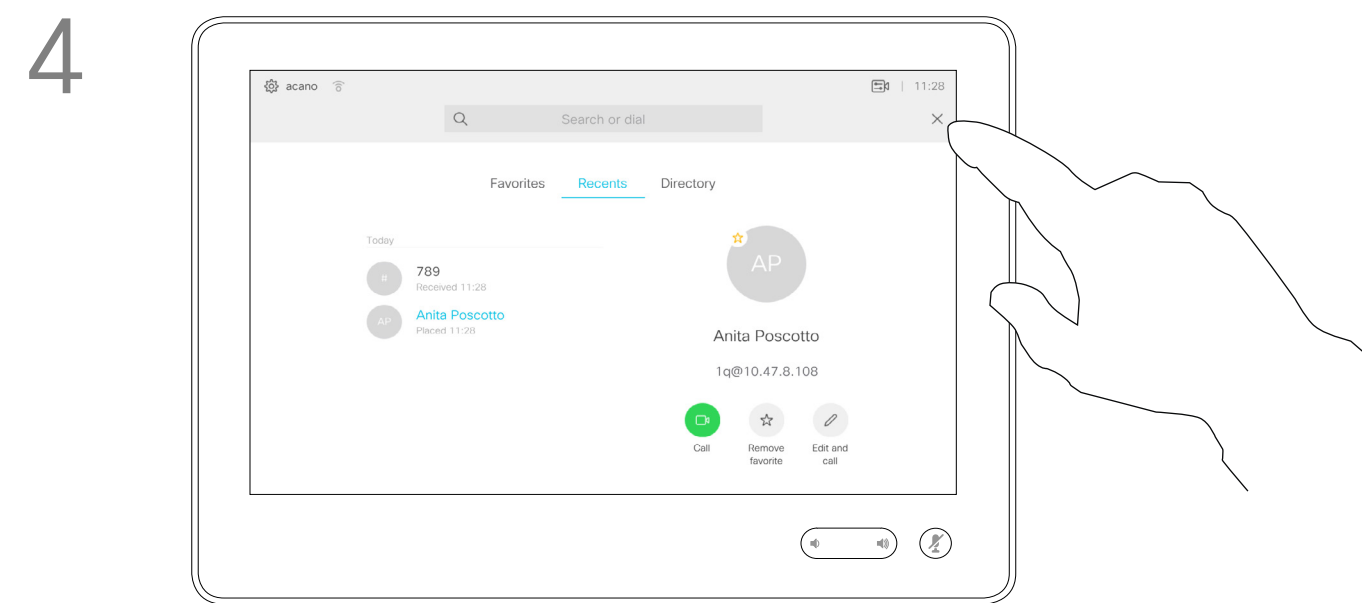 4
acano
11:28
Search or dial
Favorites Recents Directory
Today
#
789
Received 11:28
AP
Anita Poscotto
Placed 11:28
AP
Anita Poscotto
1q@10.47.8.108
Call
Remove
favorite
Edit and
call